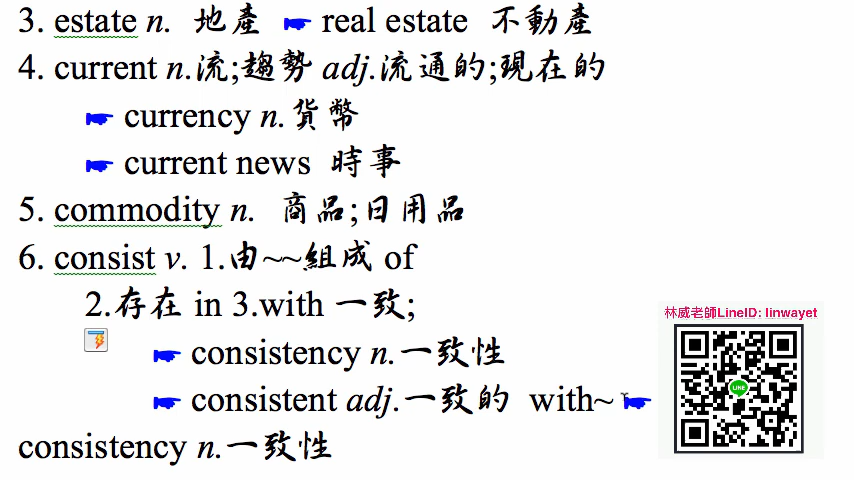 3. estate n. 地產 ☛ real estate 不動產
4. current n.流;趨勢 adj.流通的;現在的
☛ currency n.貨幣
☛ current news 時事
5. commodity n. 商品;日用品
6. consist v. 1.由~~組成 of
2.存在 in 3.with 一致;
☛ consistency n.一致性
☛ consistent adj.一致的 with~ ☛
consistency n.一致性
林威老師LineID: linwayet
LINE